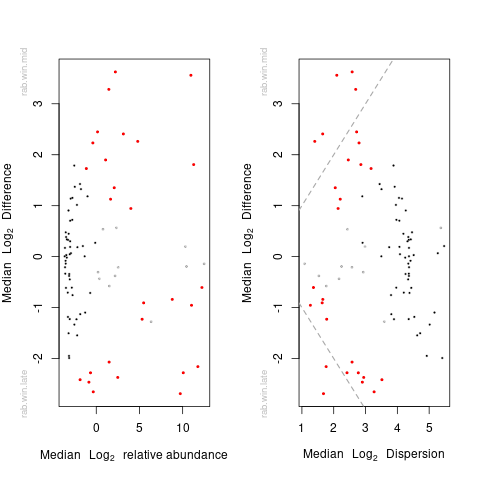 rab.win.mid
rab.win.late
Median Log2 Difference
3
2
1
0
-1
-2
0 5 10
Median Log2 relative abundance
rab.win.mid
rab.win.late
Median Log2 Difference
3
2
1
0
-1
-2
1 2 3 4 5
Median Log2 Dispersion